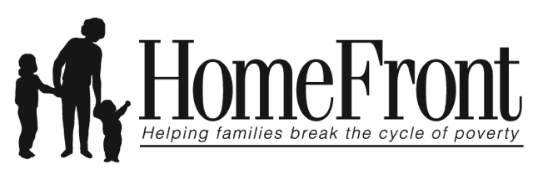 HomeFront
Helping families break the cycle of poverty